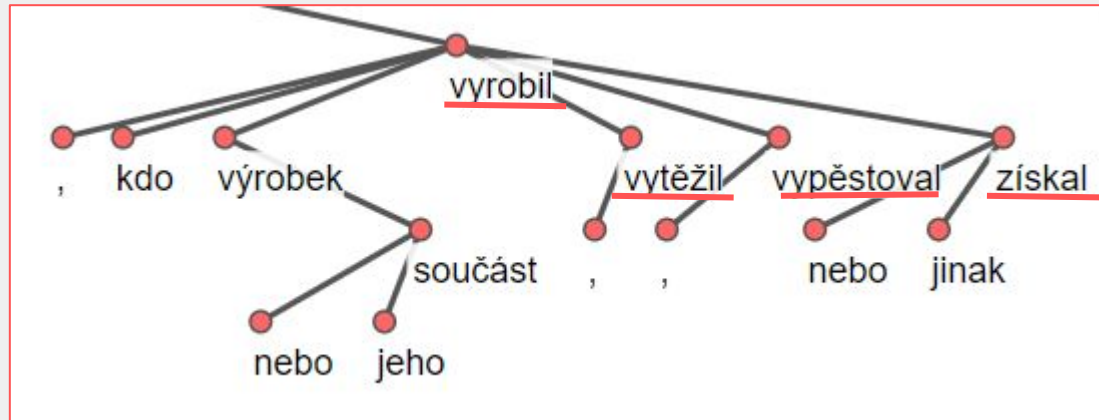 vyrobil
, kdo výrobek vytěžil vypěstoval získal
součást , , nebo jinak
nebo jeho